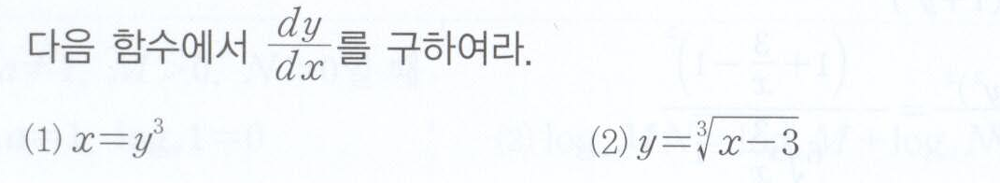 다음 함수에서 dy/dx를 구하여라.
(1) x=y³ (2) y=∛(x−3)